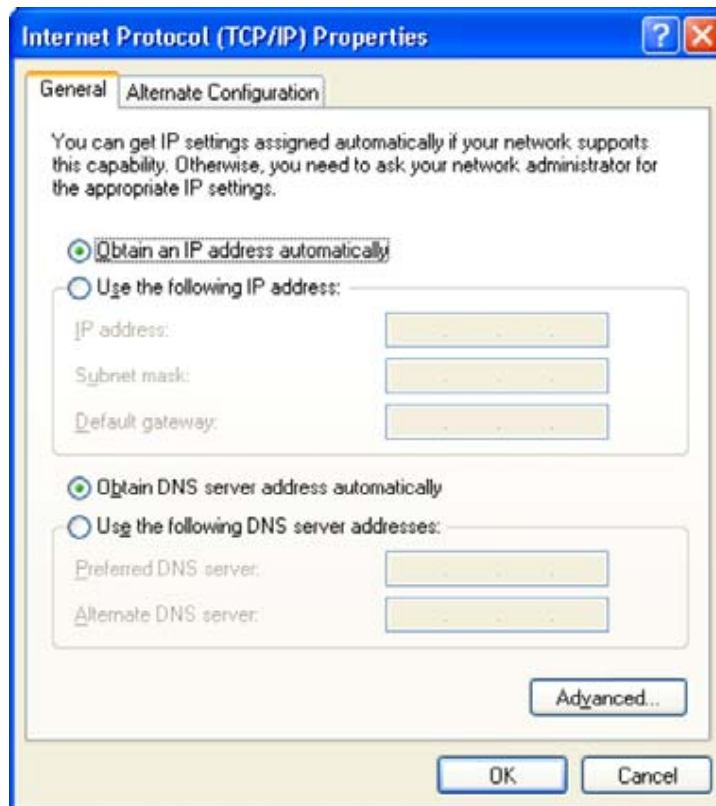 Internet Protocol (TCP/IP) Properties
General
Alternate Configuration
You can get IP settings assigned automatically if your network supports
this capability. Otherwise, you need to ask your network administrator for
the appropriate IP settings.
Obtain an IP address automatically
Use the following IP address:
IP address:
Subnet mask:
Default gateway:
Obtain DNS server address automatically
Use the following DNS server addresses:
Preferred DNS server:
Alternate DNS server:
Advanced...
OK
Cancel